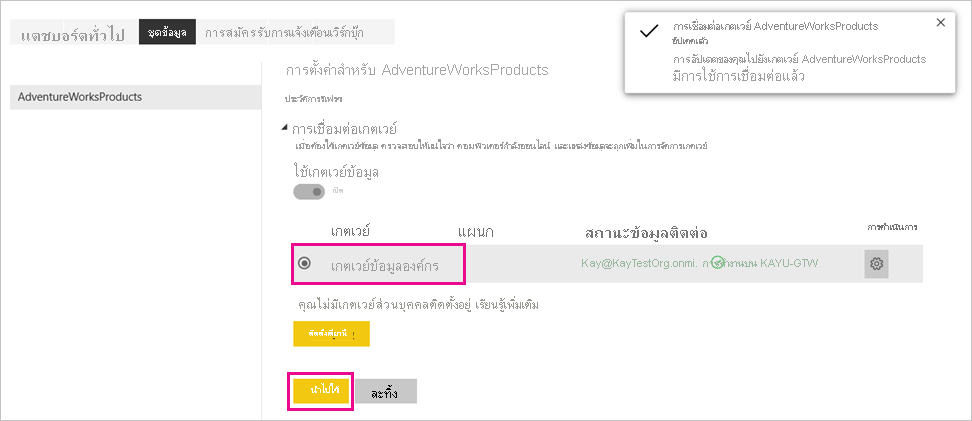 แดชบอร์ดทั่วไป ชุดข้อมูล การสมัครรับการแจ้งเตือนเวิร์กบุ๊ก
การเชื่อมต่อเกตเวย์ AdventureWorksProducts
อัปเดตแล้ว
การอัปเดตของคุณไปยังเกตเวย์ AdventureWorksProducts
มีการใช้การเชื่อมต่อแล้ว
AdventureWorksProducts
การตั้งค่าสำหรับ AdventureWorksProducts
ประวัติการรีเฟรช
การเชื่อมต่อเกตเวย์
เมื่อต้องใช้เกตเวย์ข้อมูล ตรวจสอบให้แน่ใจว่า คอมพิวเตอร์กำลังออนไลน์ และแหล่งข้อมูลจะถูกเพิ่มในการจัดการเกตเวย์
ใช้เกตเวย์ข้อมูล
เปิด
เกตเวย์ แผนก สถานะข้อมูลติดต่อ การดำเนินการ
เกตเวย์ข้อมูลองค์กร Kay@KayTestOrg.onmi. ทำงานบน KAYU-GTW
คุณไม่มีเกตเวย์ส่วนบุคคลติดตั้งอยู่ เรียนรู้เพิ่มเติม
ติดตั้งทันที
นำไปใช้ ละทิ้ง